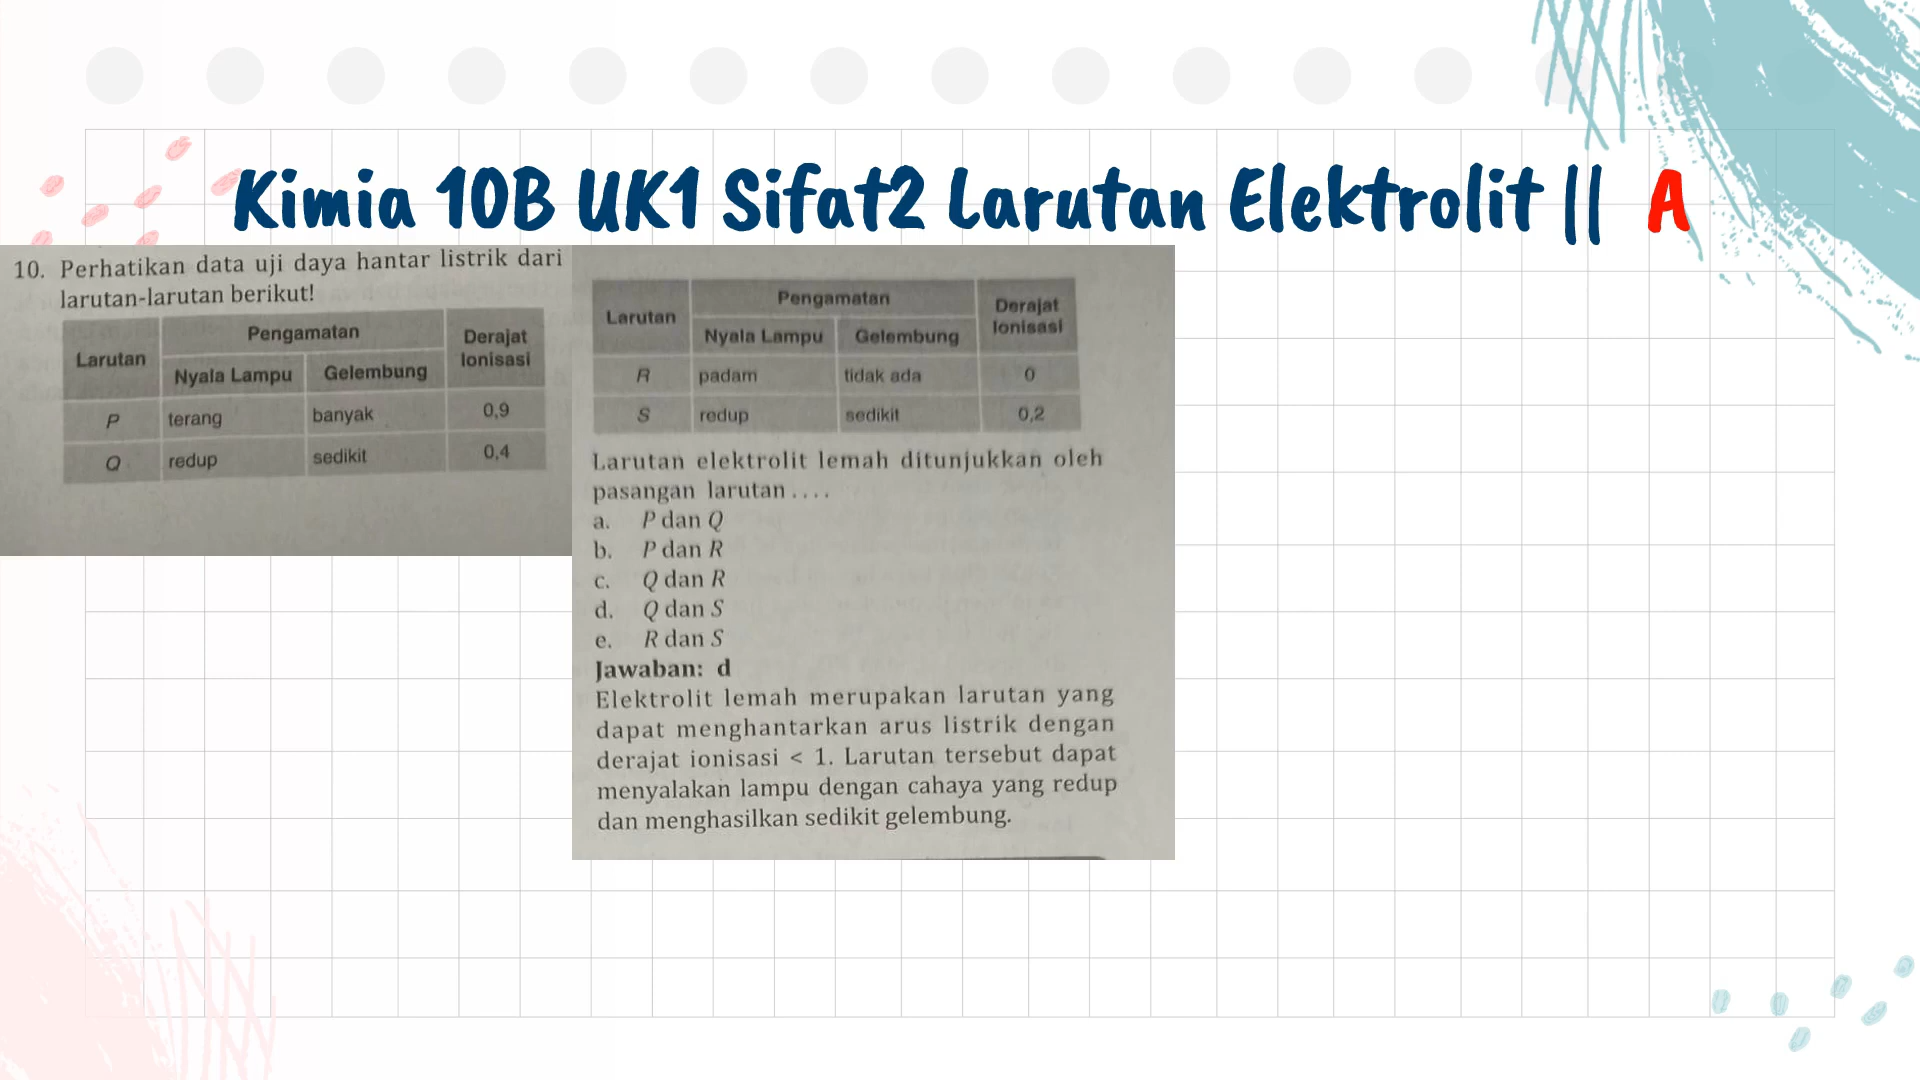 Kimia 10B UK1 Sifat2 Larutan Elektrolit || A
10. Perhatikan data uji daya hantar listrik dari
larutan-larutan berikut!
Larutan Pengamatan Derajat Ionisasi
Nyala Lampu Gelembung
P terang banyak 0,9
Q redup sedikit 0,4
Larutan Pengamatan Derajat Ionisasi
Nyala Lampu Gelembung
R padam tidak ada 0
S redup sedikit 0,2
Larutan elektrolit lemah ditunjukkan oleh
pasangan larutan . . . .
a. P dan Q
b. P dan R
c. Q dan R
d. Q dan S
e. R dan S
Jawaban: d
Elektrolit lemah merupakan larutan yang
dapat menghantarkan arus listrik dengan
derajat ionisasi < 1. Larutan tersebut dapat
menyalakan lampu dengan cahaya yang redup
dan menghasilkan sedikit gelembung.